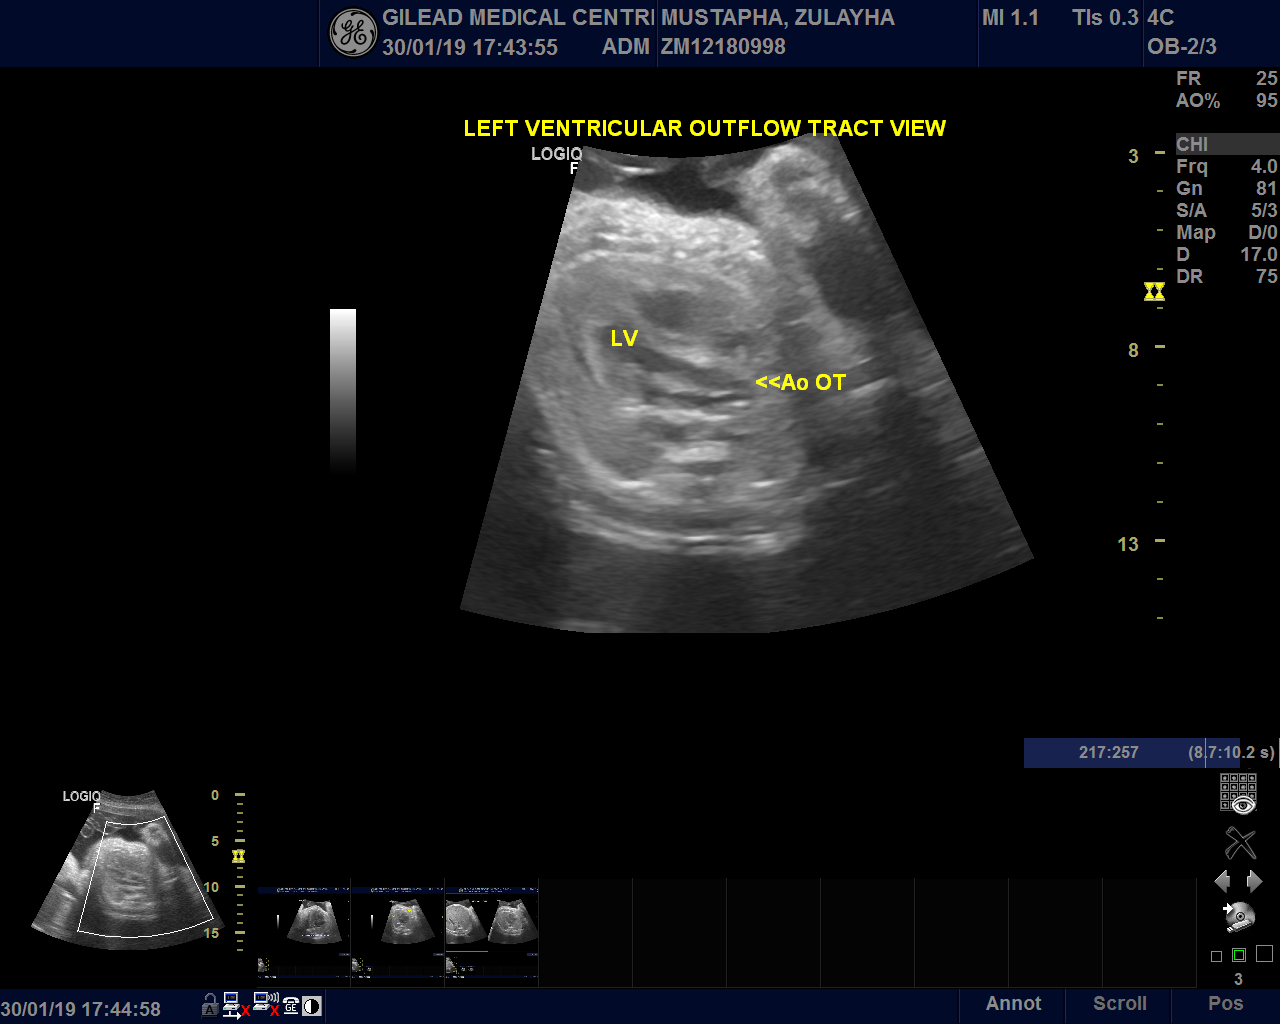 GILEAD MEDICAL CENTRE MUSTAPHA, ZULAYHA MI 1.1 TIs 0.3 4C
30/01/19 17:43:55 ADM ZM12180998 OB-2/3
FR 25
AO% 95
LEFT VENTRICULAR OUTFLOW TRACT VIEW
CHI
LOGIQ
F
3
Frq 4.0
Gn 81
S/A 5/3
Map D/0
D 17.0
DR 75
LV
8
<<Ao OT
13
217:257 (8.7:10.2 s)
LOGIQ
F
0
5
10
15
3
30/01/19 17:44:58 Annot Scroll Pos